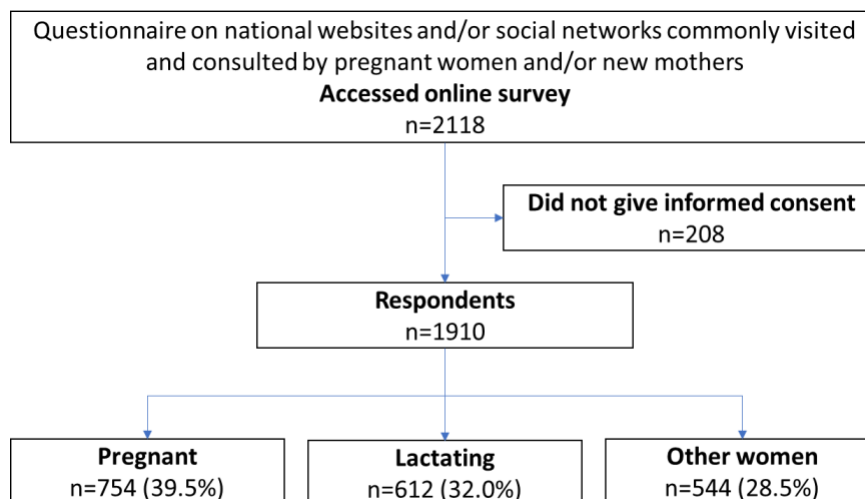 Questionnaire on national websites and/or social networks commonly visited
and consulted by pregnant women and/or new mothers
Accessed online survey
n=2118
Did not give informed consent
n=208
Respondents
n=1910
Pregnant
n=754 (39.5%)
Lactating
n=612 (32.0%)
Other women
n=544 (28.5%)